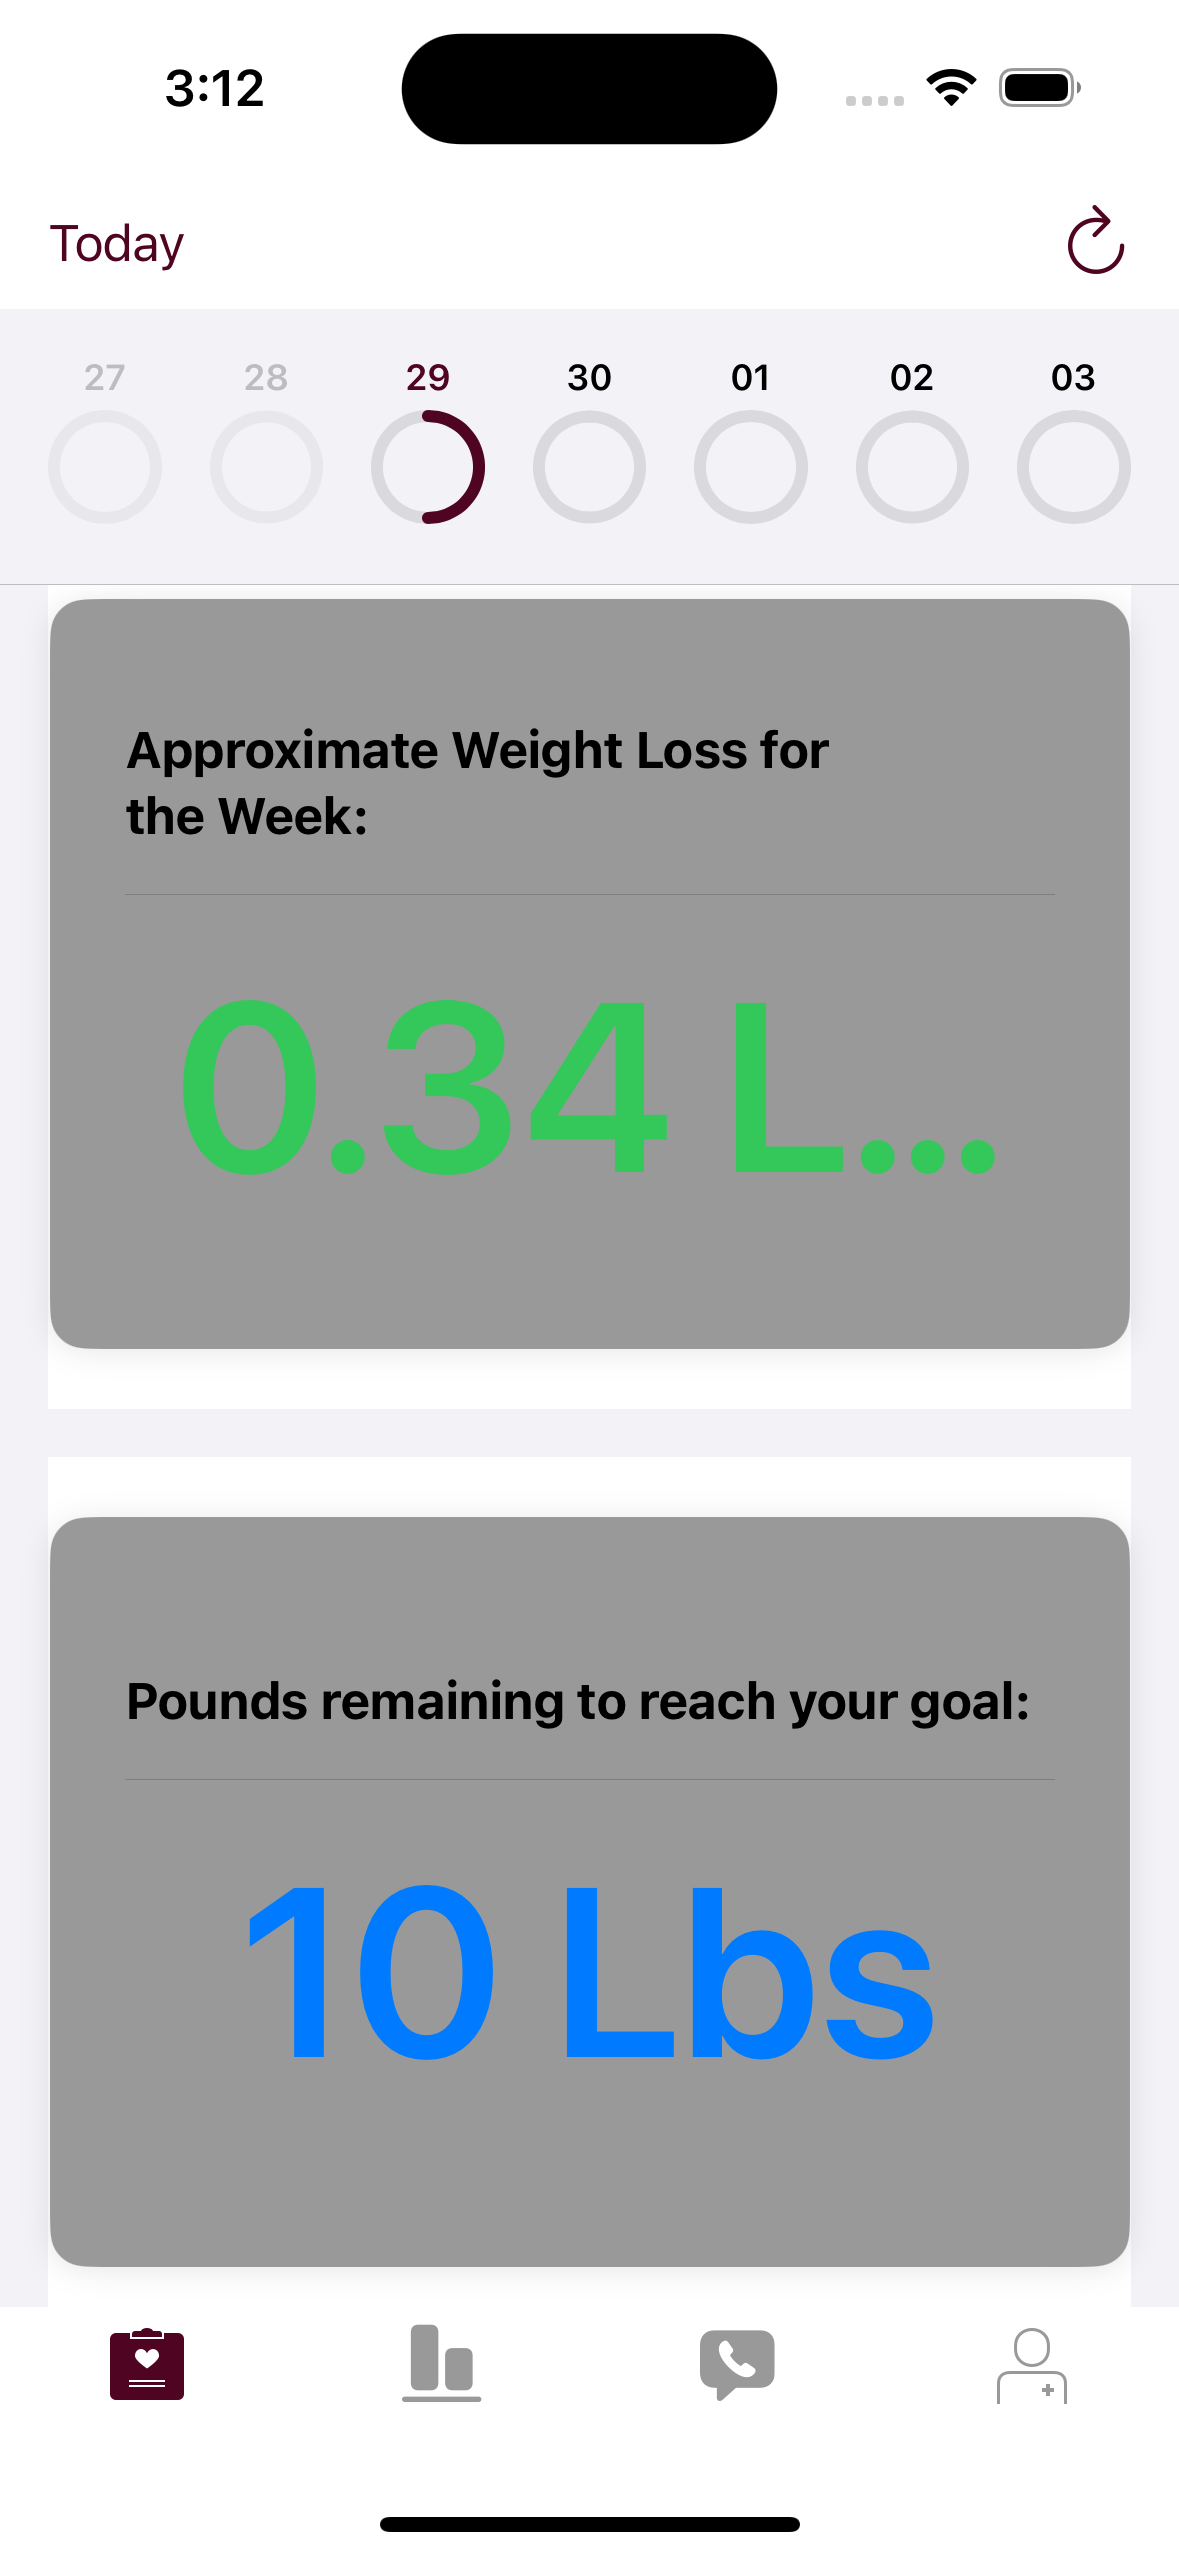 3:12
Today
27 28 29 30 01 02 03
Approximate Weight Loss for
the Week:
0.34 L...
Pounds remaining to reach your goal:
10 Lbs